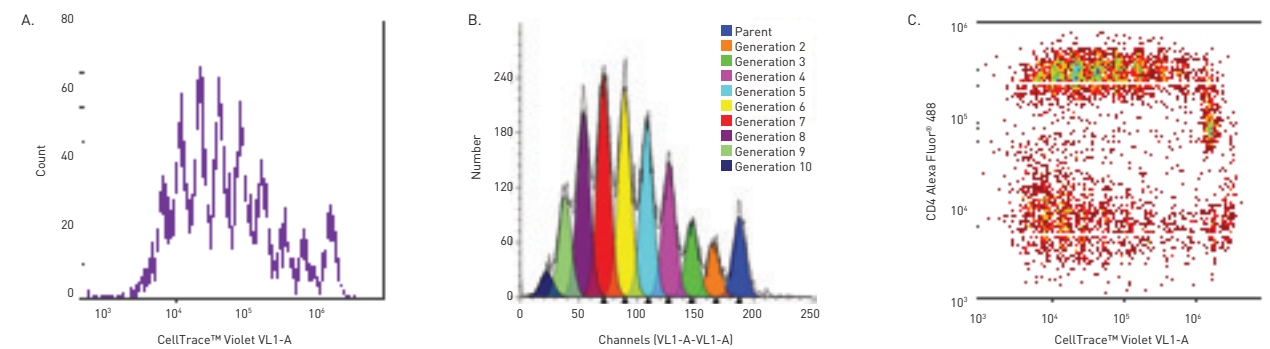 A.
80
60
40
20
0
Count
10³
10⁴
10⁵
10⁶
CellTrace™ Violet VL1-A
B.
240
180
120
60
0
Number
0
50
100
150
200
250
Channels (VL1-A-VL1-A)
Parent
Generation 2
Generation 3
Generation 4
Generation 5
Generation 6
Generation 7
Generation 8
Generation 9
Generation 10
C.
10⁶
10⁵
10⁴
10³
CD4 Alexa Fluor® 488
10³
10⁴
10⁵
10⁶
CellTrace™ Violet VL1-A